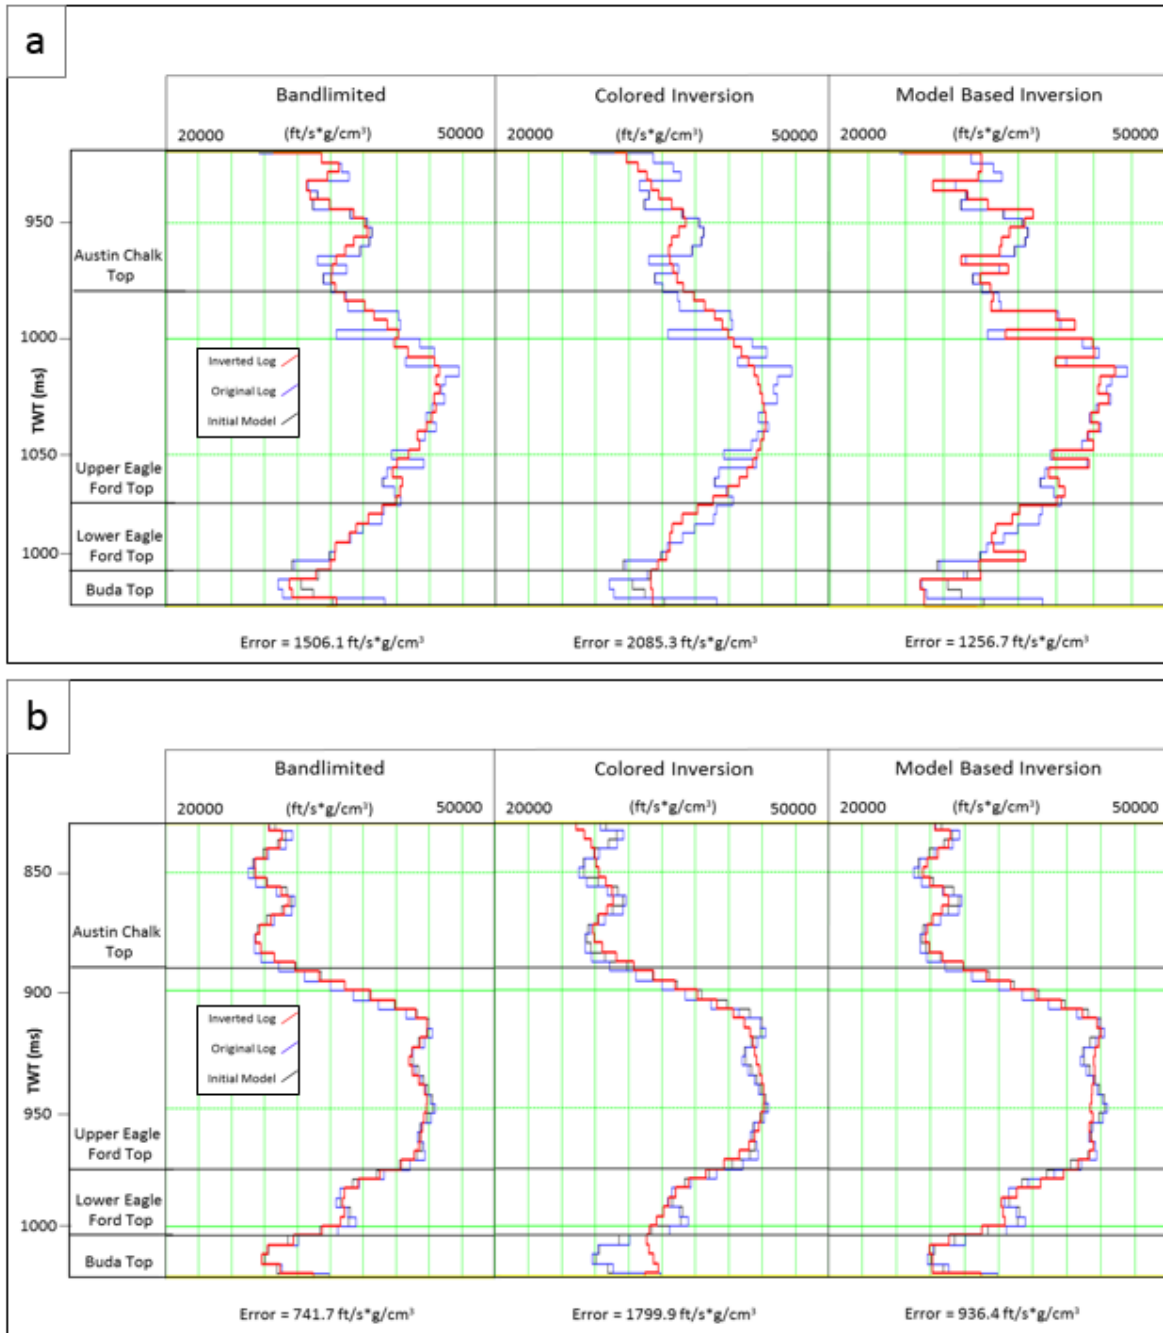 a
Bandlimited
Colored Inversion
Model Based Inversion
20000 (ft/s*g/cm³) 50000
20000 (ft/s*g/cm³) 50000
20000 (ft/s*g/cm³) 50000
TWT (ms)
950
Austin Chalk
Top
1000
Inverted Log
Original Log
Initial Model
1050
Upper Eagle
Ford Top
Lower Eagle
Ford Top
1000
Buda Top
Error = 1506.1 ft/s*g/cm³
Error = 2085.3 ft/s*g/cm³
Error = 1256.7 ft/s*g/cm³
b
Bandlimited
Colored Inversion
Model Based Inversion
20000 (ft/s*g/cm³) 50000
20000 (ft/s*g/cm³) 50000
20000 (ft/s*g/cm³) 50000
TWT (ms)
850
Austin Chalk
Top
900
Inverted Log
Original Log
Initial Model
950
Upper Eagle
Ford Top
Lower Eagle
Ford Top
1000
Buda Top
Error = 741.7 ft/s*g/cm³
Error = 1799.9 ft/s*g/cm³
Error = 936.4 ft/s*g/cm³